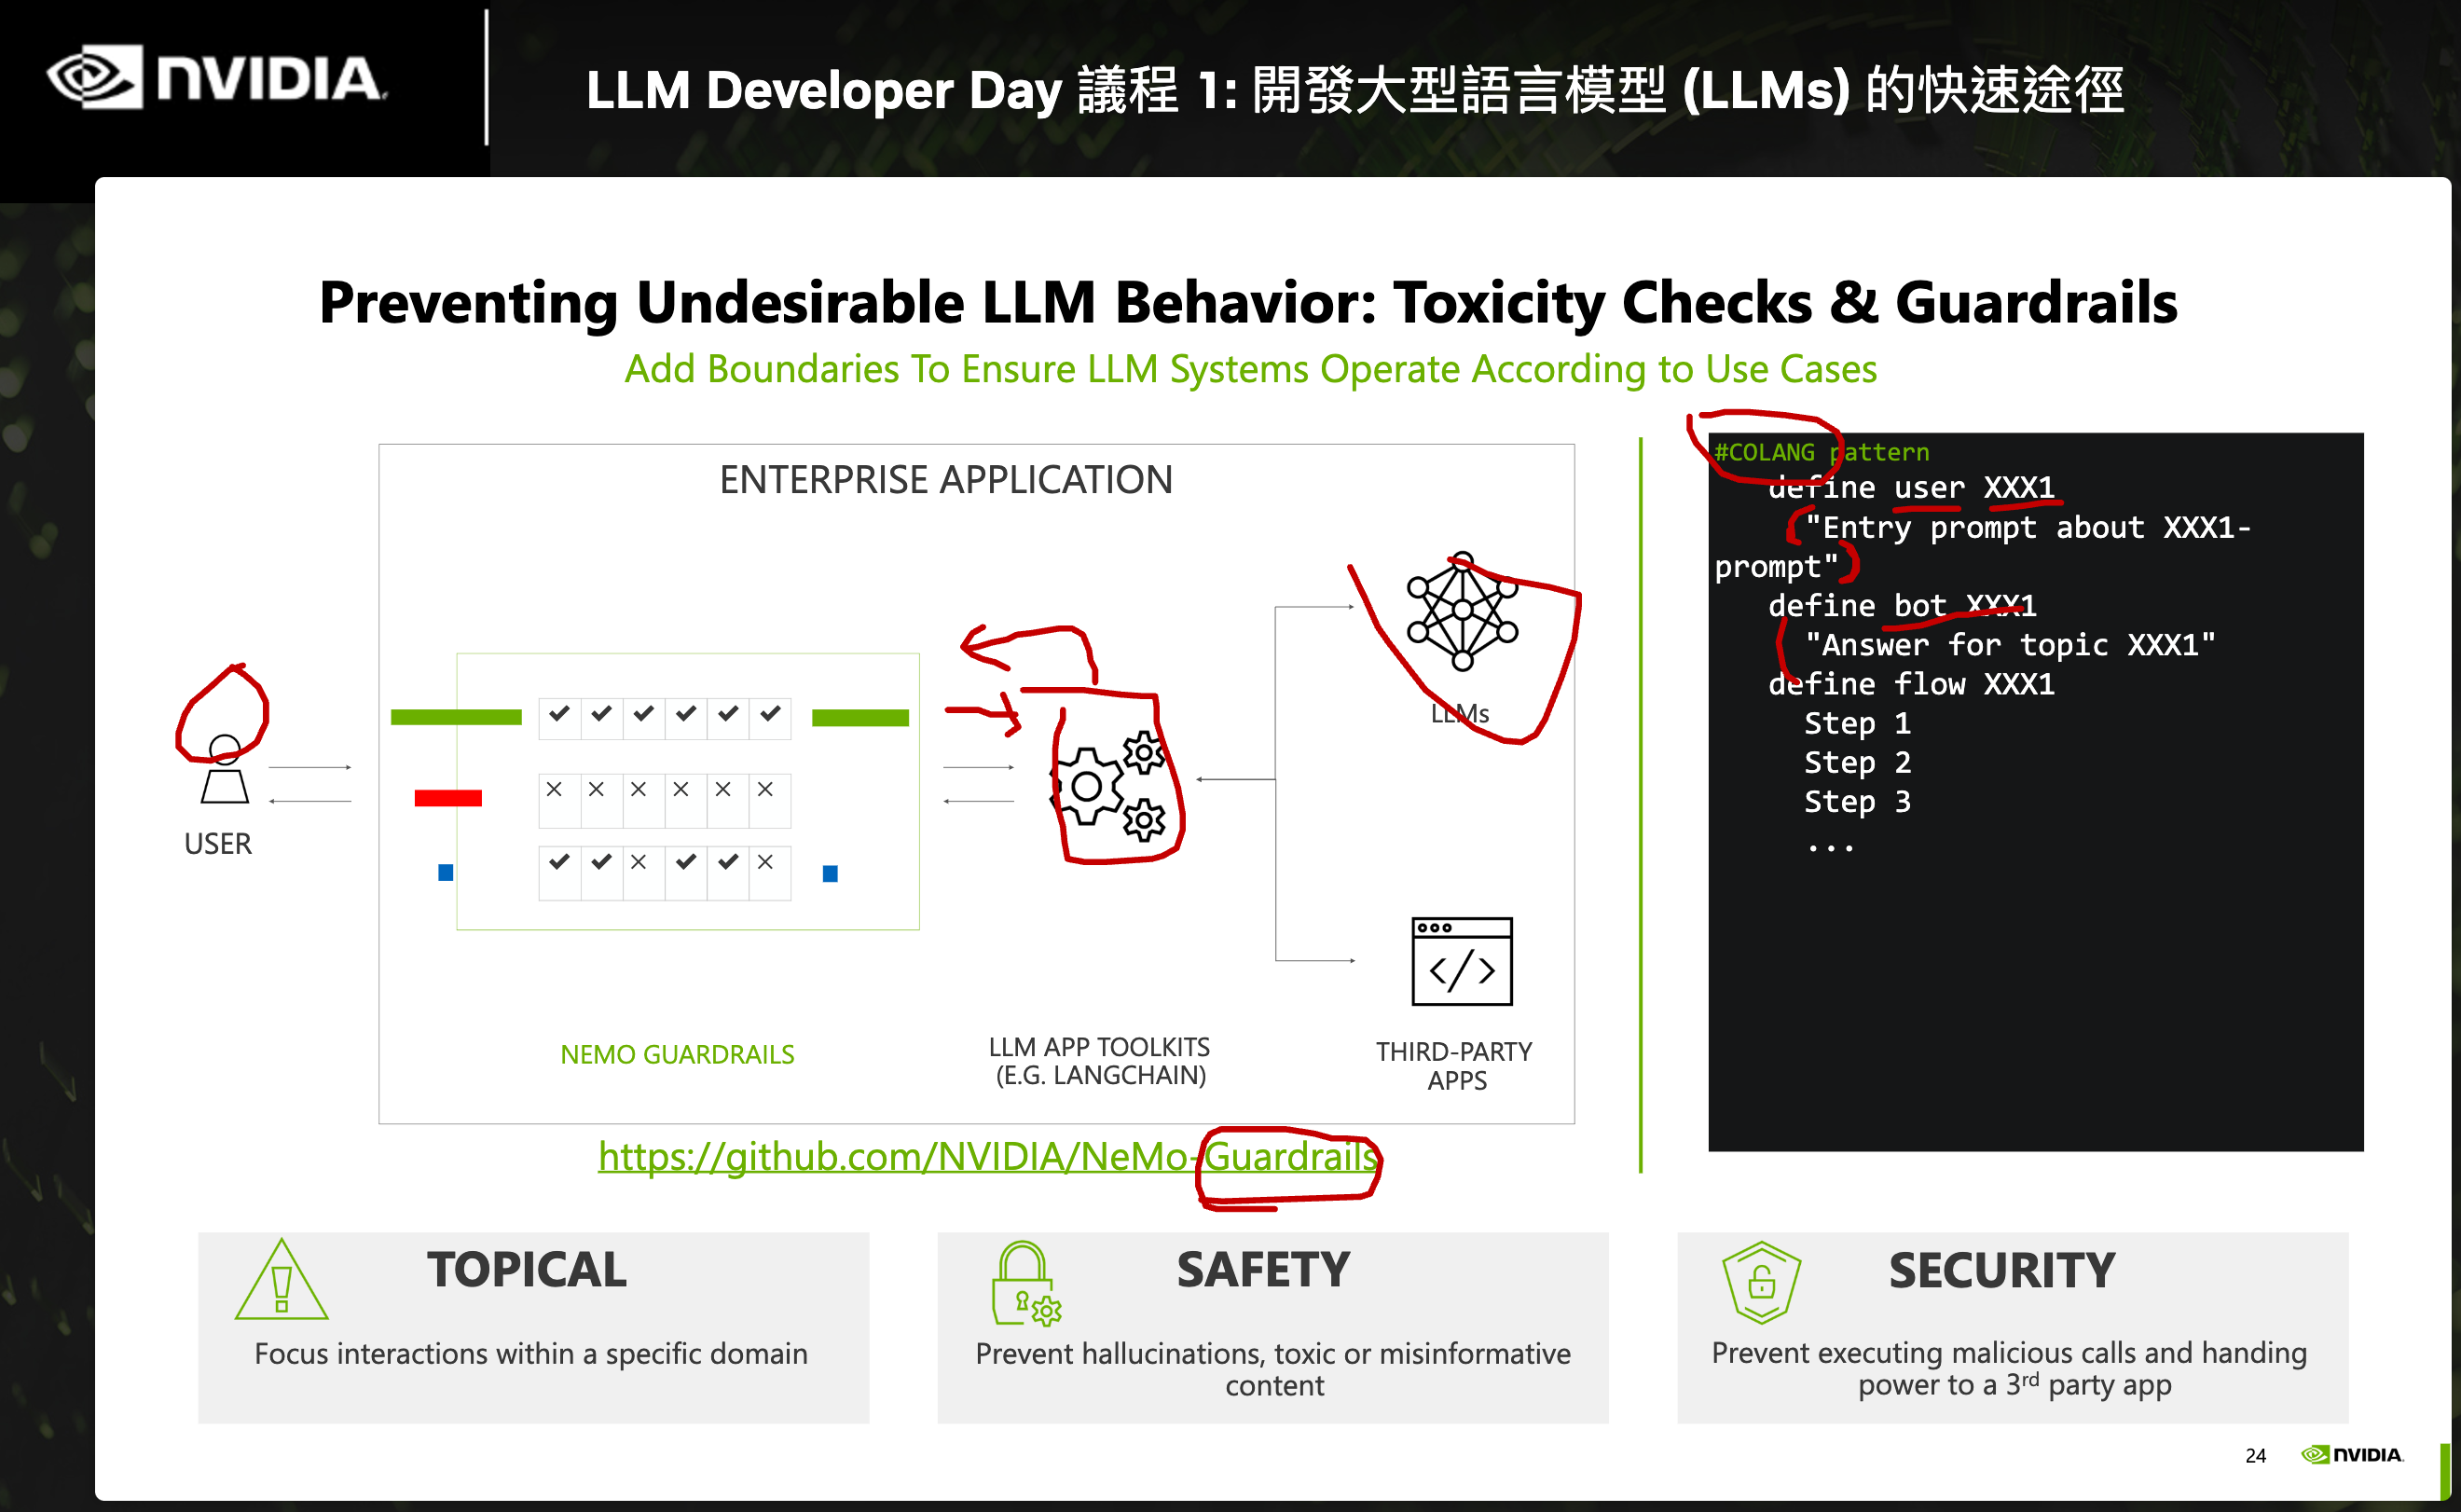 NVIDIA.
LLM Developer Day 議程 1: 開發大型語言模型 (LLMs) 的快速途徑
Preventing Undesirable LLM Behavior: Toxicity Checks & Guardrails
Add Boundaries To Ensure LLM Systems Operate According to Use Cases
ENTERPRISE APPLICATION
USER
LLMs
NEMO GUARDRAILS
LLM APP TOOLKITS
(E.G. LANGCHAIN)
THIRD-PARTY
APPS
https://github.com/NVIDIA/NeMo-Guardrails
#COLANG pattern
define user XXX1
"Entry prompt about XXX1-
prompt"
define bot XXX1
"Answer for topic XXX1"
define flow XXX1
Step 1
Step 2
Step 3
...
TOPICAL
Focus interactions within a specific domain
SAFETY
Prevent hallucinations, toxic or misinformative
content
SECURITY
Prevent executing malicious calls and handing
power to a 3rd party app
24
NVIDIA.